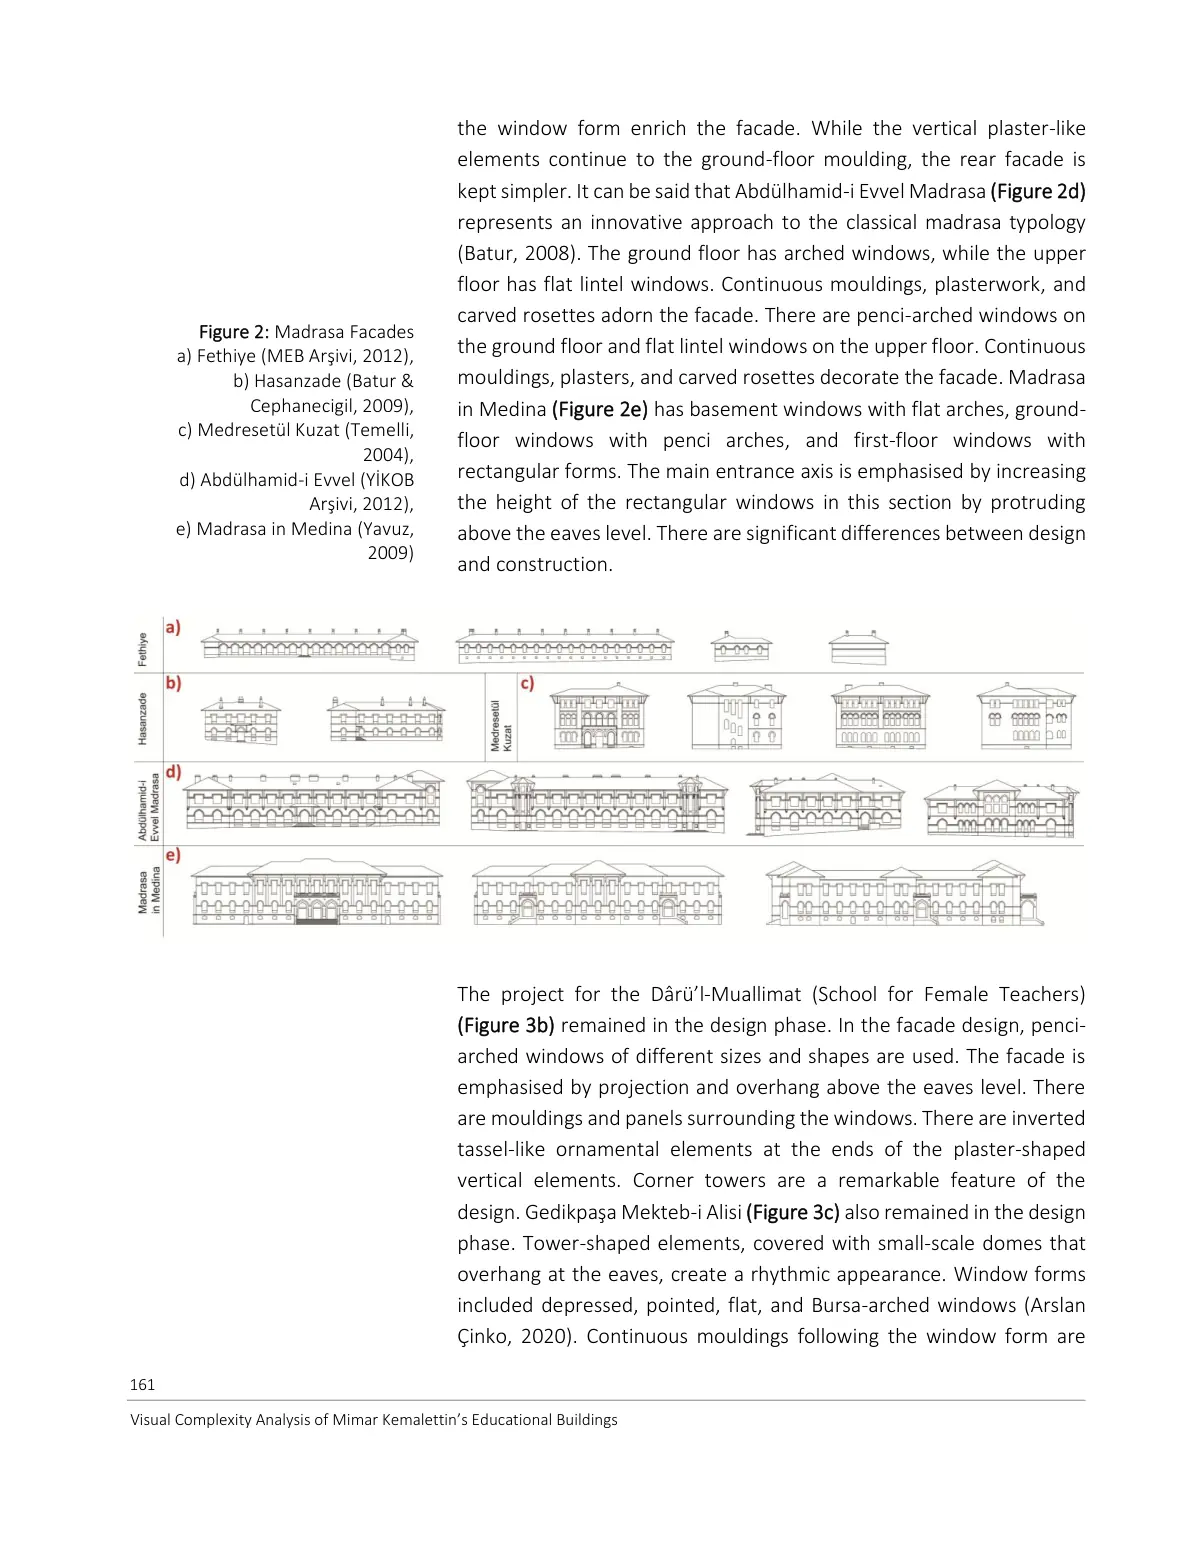 the window form enrich the facade. While the vertical plaster-like
elements continue to the ground-floor moulding, the rear facade is
kept simpler. It can be said that Abdülhamid-i Evvel Madrasa (Figure 2d)
represents an innovative approach to the classical madrasa typology
(Batur, 2008). The ground floor has arched windows, while the upper
floor has flat lintel windows. Continuous mouldings, plasterwork, and
carved rosettes adorn the facade. There are penci-arched windows on
the ground floor and flat lintel windows on the upper floor. Continuous
mouldings, plasters, and carved rosettes decorate the facade. Madrasa
in Medina (Figure 2e) has basement windows with flat arches, ground-
floor windows with penci arches, and first-floor windows with
rectangular forms. The main entrance axis is emphasised by increasing
the height of the rectangular windows in this section by protruding
above the eaves level. There are significant differences between design
and construction.
Figure 2: Madrasa Facades
a) Fethiye (MEB Arşivi, 2012),
b) Hasanzade (Batur &
Cephanecigil, 2009),
c) Medresetül Kuzat (Temelli,
2004),
d) Abdülhamid-i Evvel (YİKOB
Arşivi, 2012),
e) Madrasa in Medina (Yavuz,
2009)
Fethiye
a)
Hasanzade
b)
Medresetül
Kuzat
c)
Abdülhamid-i
Evvel Madrasa
d)
Madrasa
in Medina
e)
The project for the Dârü’l-Muallimat (School for Female Teachers)
(Figure 3b) remained in the design phase. In the facade design, penci-
arched windows of different sizes and shapes are used. The facade is
emphasised by projection and overhang above the eaves level. There
are mouldings and panels surrounding the windows. There are inverted
tassel-like ornamental elements at the ends of the plaster-shaped
vertical elements. Corner towers are a remarkable feature of the
design. Gedikpaşa Mekteb-i Alisi (Figure 3c) also remained in the design
phase. Tower-shaped elements, covered with small-scale domes that
overhang at the eaves, create a rhythmic appearance. Window forms
included depressed, pointed, flat, and Bursa-arched windows (Arslan
Çinko, 2020). Continuous mouldings following the window form are
161
Visual Complexity Analysis of Mimar Kemalettin’s Educational Buildings